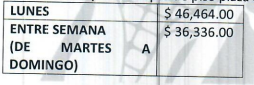 LUNES $ 46,464.00
ENTRE SEMANA $ 36,336.00
(DE MARTES A
DOMINGO)